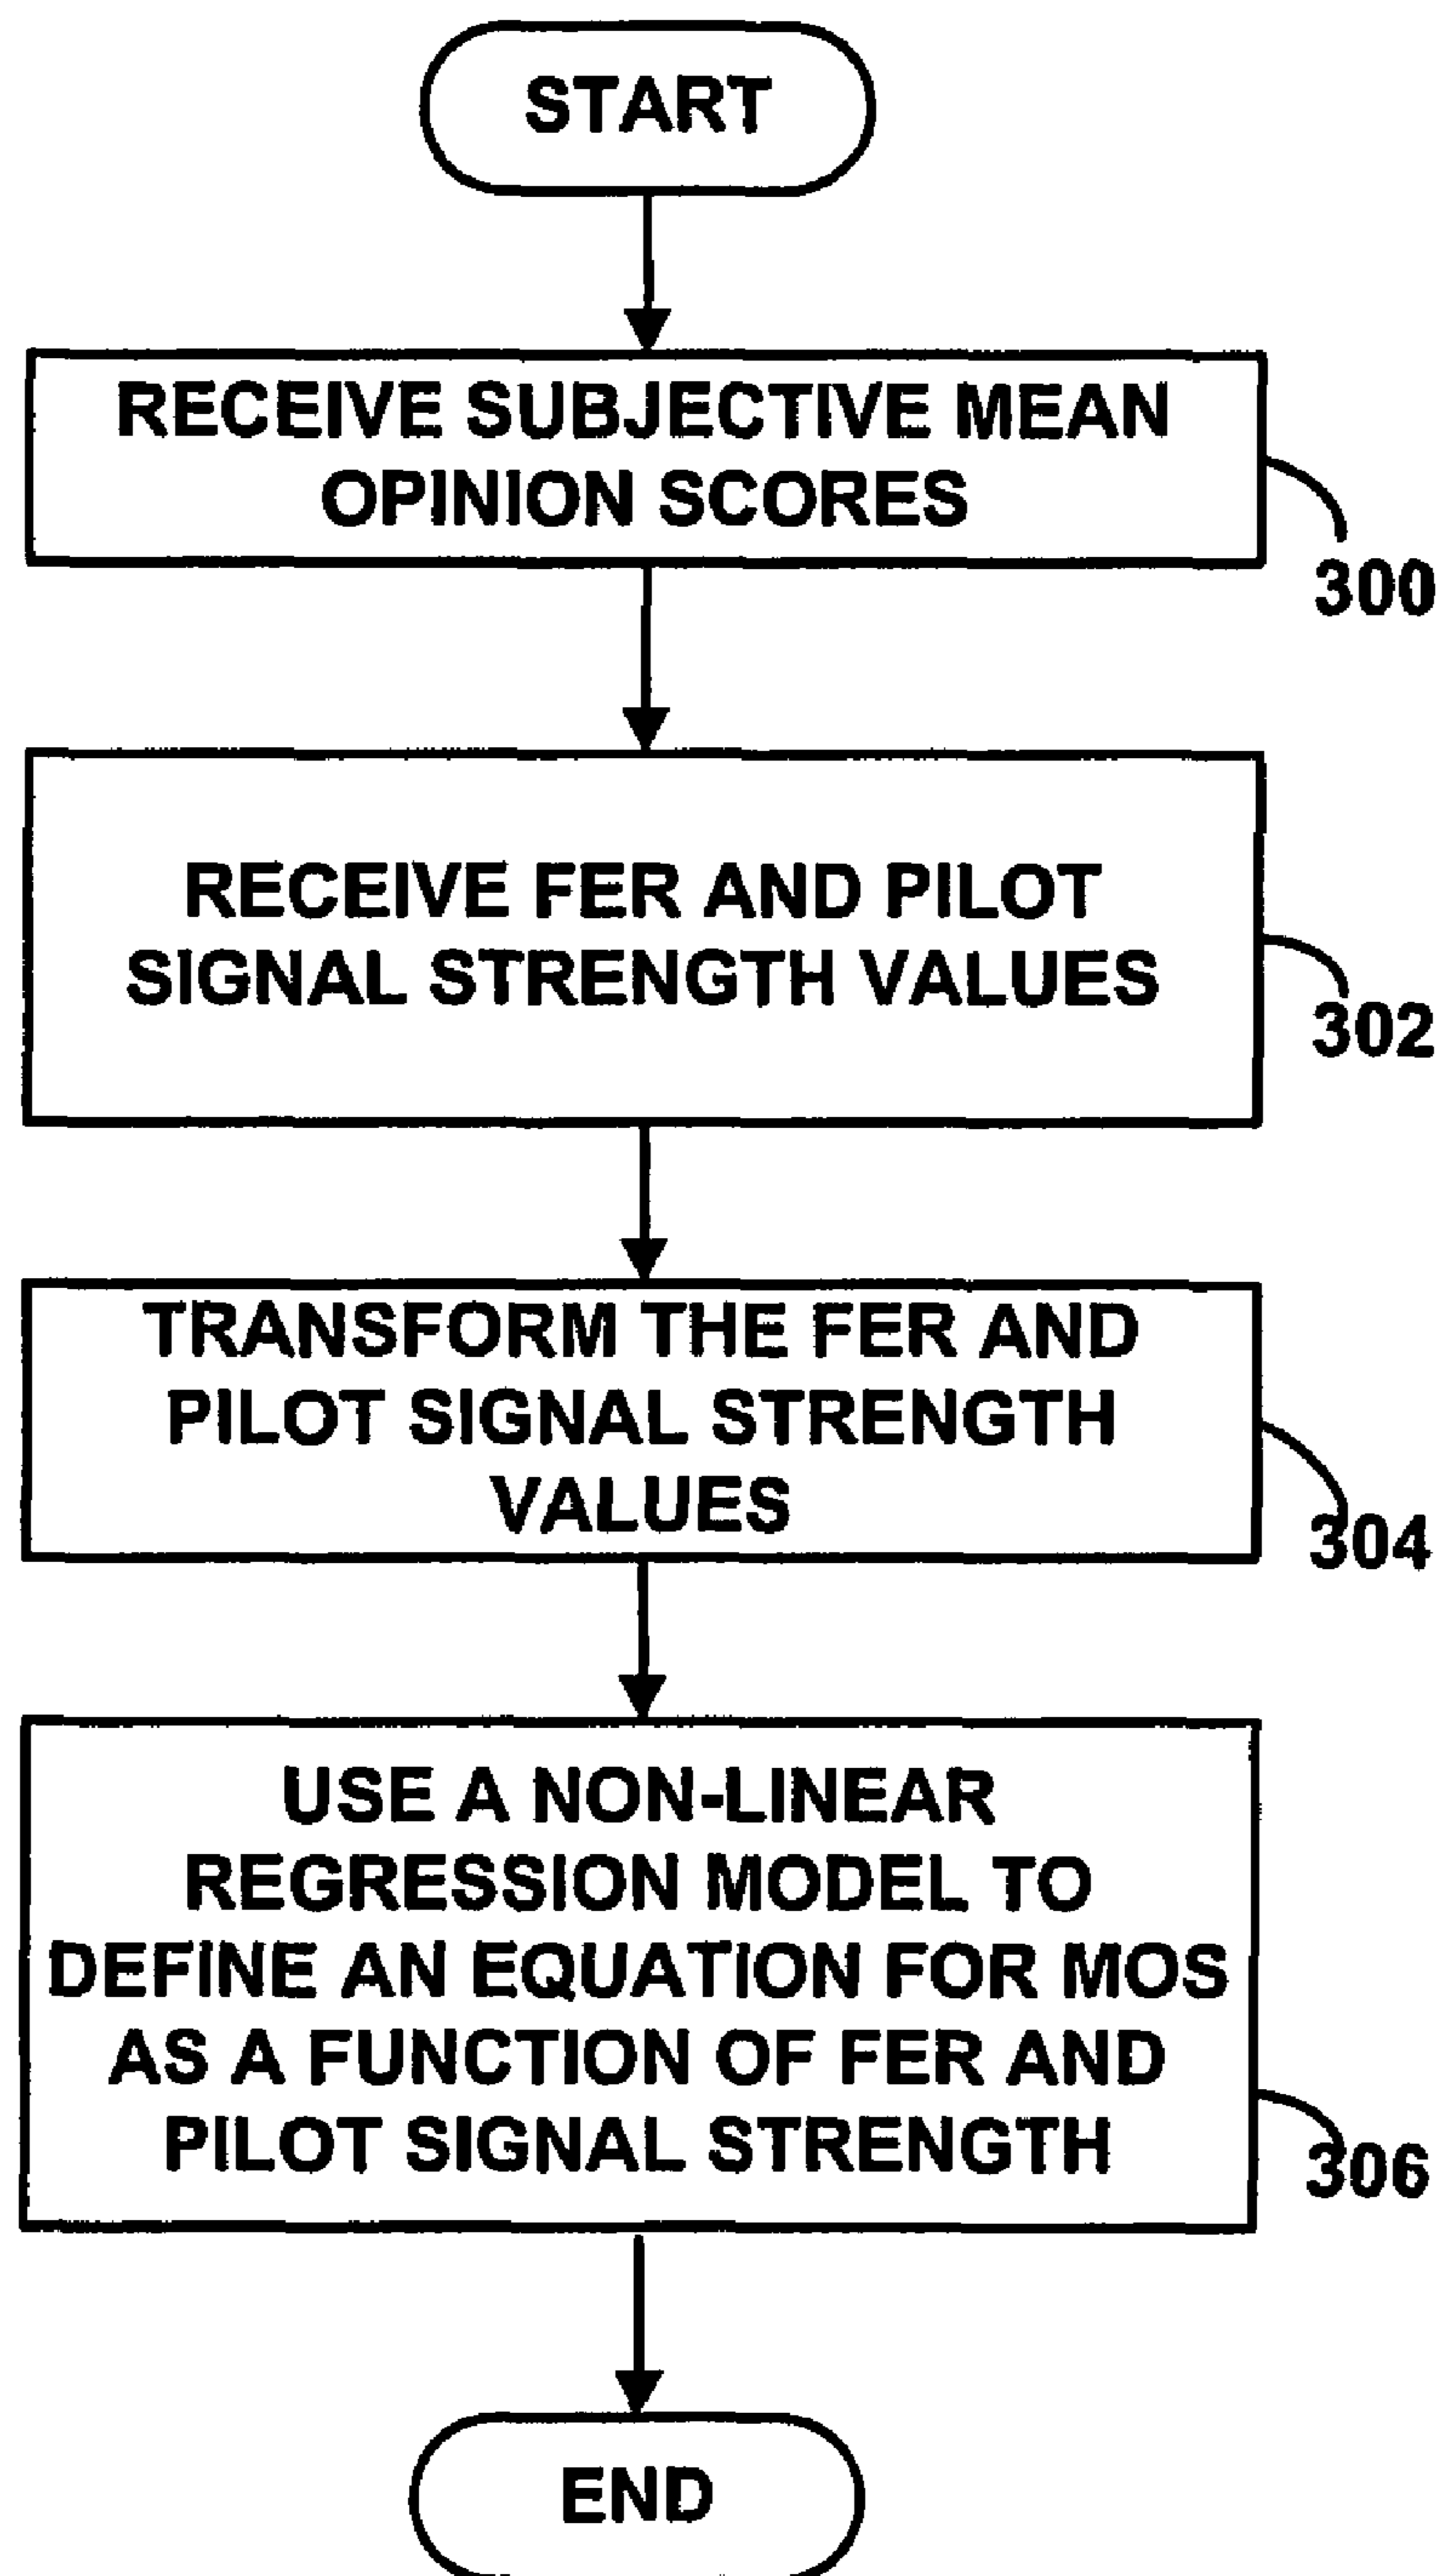 START
RECEIVE SUBJECTIVE MEAN
OPINION SCORES
300
RECEIVE FER AND PILOT
SIGNAL STRENGTH VALUES
302
TRANSFORM THE FER AND
PILOT SIGNAL STRENGTH
VALUES
304
USE A NON-LINEAR
REGRESSION MODEL TO
DEFINE AN EQUATION FOR MOS
AS A FUNCTION OF FER AND
PILOT SIGNAL STRENGTH
306
END